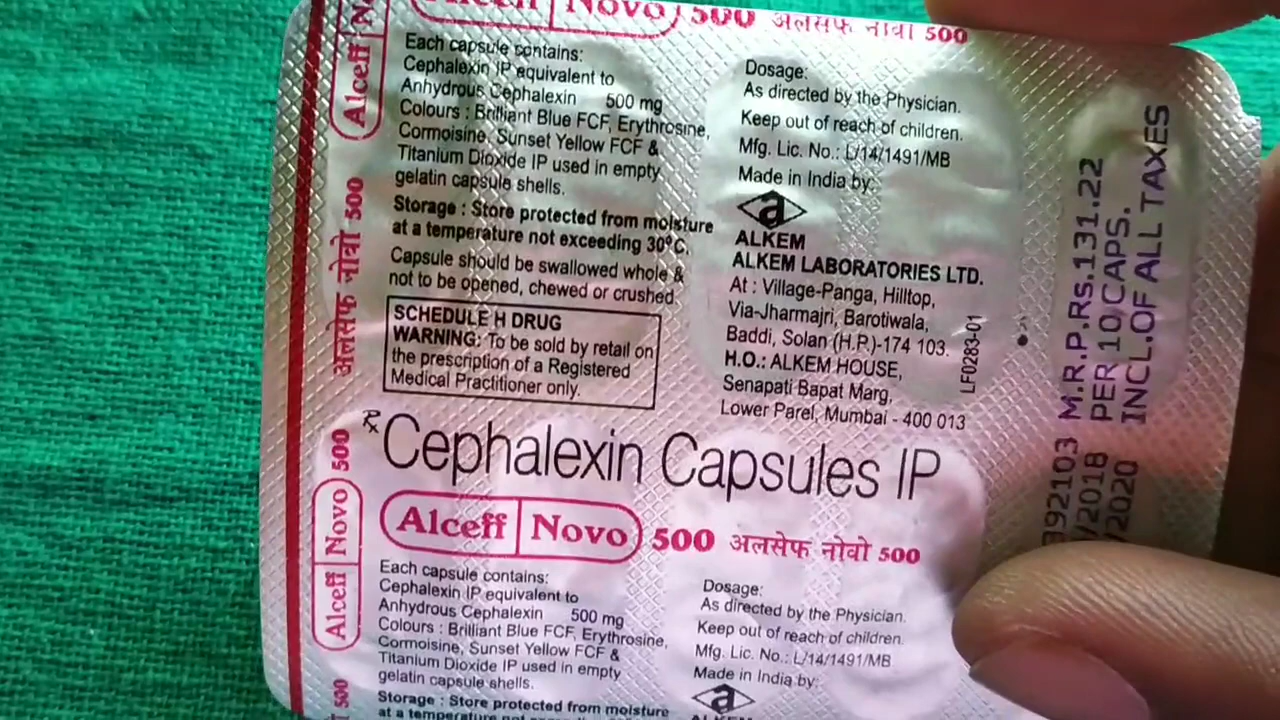 Alceff Novo 500 अलसेफ नोवो 500
Each capsule contains:
Cephalexin IP equivalent to
Anhydrous Cephalexin 500 mg
Colours : Brilliant Blue FCF, Erythrosine,
Cormoisine, Sunset Yellow FCF &
Titanium Dioxide IP used in empty
gelatin capsule shells.
Storage : Store protected from moisture
at a temperature not exceeding 30°C.
Capsule should be swallowed whole &
not to be opened, chewed or crushed.
SCHEDULE H DRUG
WARNING: To be sold by retail on
the prescription of a Registered
Medical Practitioner only.
Dosage:
As directed by the Physician.
Keep out of reach of children.
Mfg. Lic. No.: L/14/1491/MB
Made in India by:
a
ALKEM
ALKEM LABORATORIES LTD.
At : Village-Panga, Hilltop,
Via-Jharmajri, Barotiwala,
Baddi, Solan (H.P.)-174 103.
H.O.: ALKEM HOUSE,
Senapati Bapat Marg,
Lower Parel, Mumbai - 400 013
LF0283-01
Rx Cephalexin Capsules IP
Alceff Novo 500 अलसेफ नोवो 500
Each capsule contains:
Cephalexin IP equivalent to
Anhydrous Cephalexin 500 mg
Colours : Brilliant Blue FCF, Erythrosine,
Cormoisine, Sunset Yellow FCF &
Titanium Dioxide IP used in empty
gelatin capsule shells.
Storage : Store protected from moisture
at a temperature not
Dosage:
As directed by the Physician.
Keep out of reach of children.
Mfg. Lic. No.: L/14/1491/MB
Made in India by:
a
ALKEM
Alceff
अलसेफ नोवो 500
Alceff Novo 500
500
392103 M.R.P.Rs.131.22
/2018 PER 10 CAPS.
/2020 INCL.OF ALL TAXES